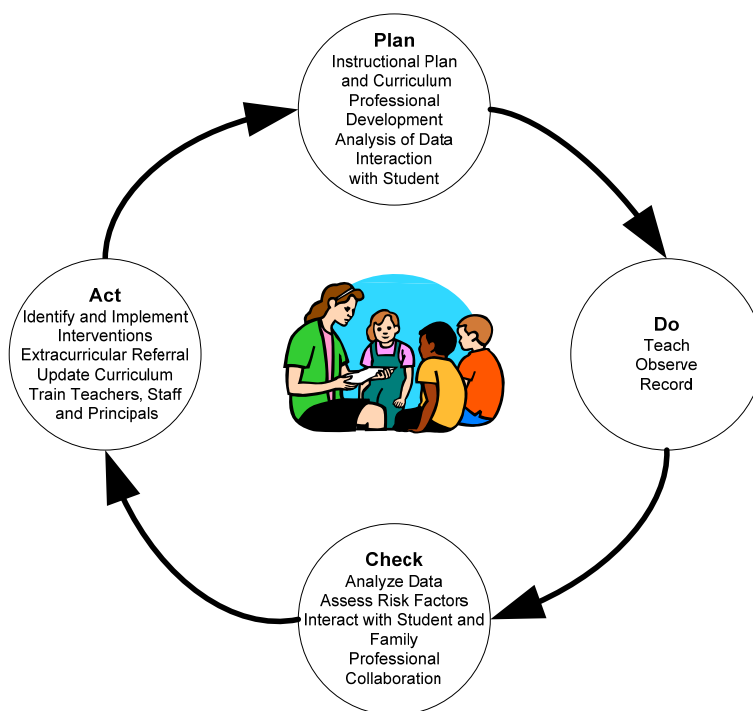 Plan
Instructional Plan
and Curriculum
Professional
Development
Analysis of Data
Interaction
with Student
Do
Teach
Observe
Record
Check
Analyze Data
Assess Risk Factors
Interact with Student and
Family
Professional
Collaboration
Act
Identify and Implement
Interventions
Extracurricular Referral
Update Curriculum
Train Teachers, Staff
and Principals